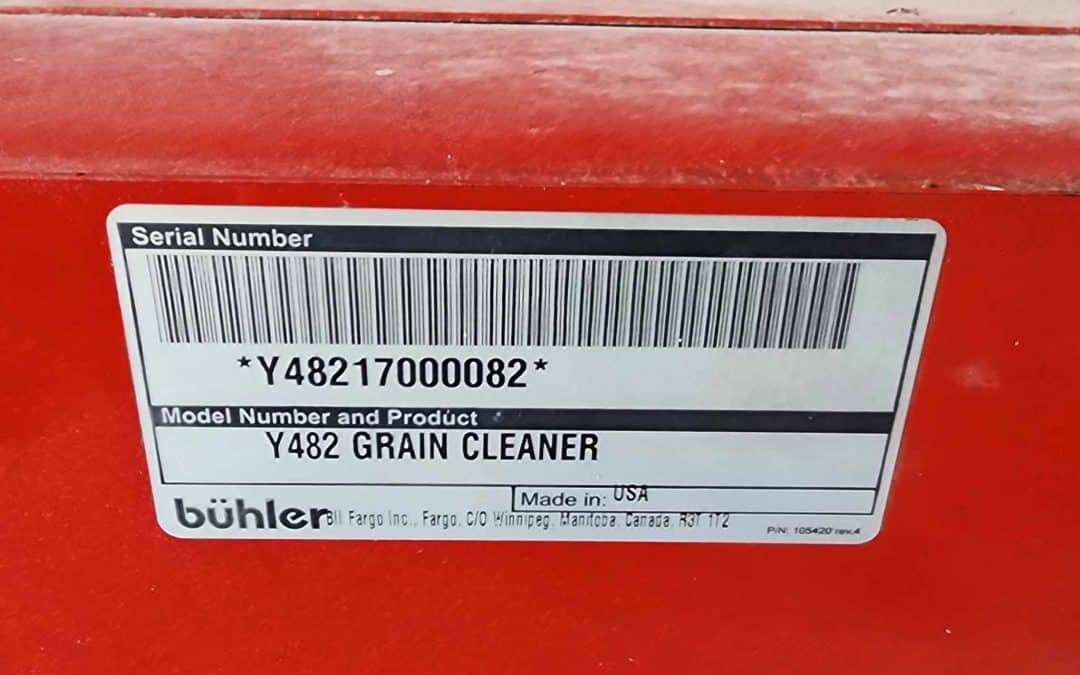 Serial Number
*Y48217000082*
Model Number and Product
Y482 GRAIN CLEANER
Made in: USA
bühler BII Fargo Inc., Fargo, C/O Winnipeg, Manitoba, Canada, R3T 1T2
P/N: 105420 rev.4